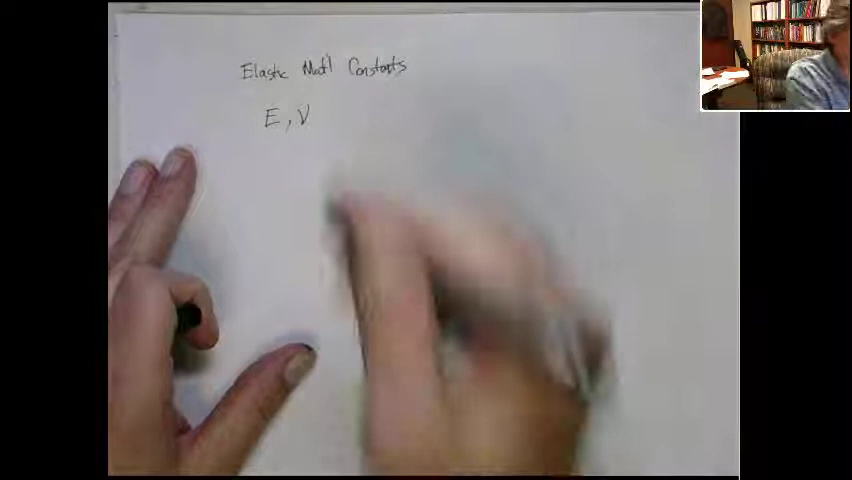 Elastic Mat'l Constants
E, ν